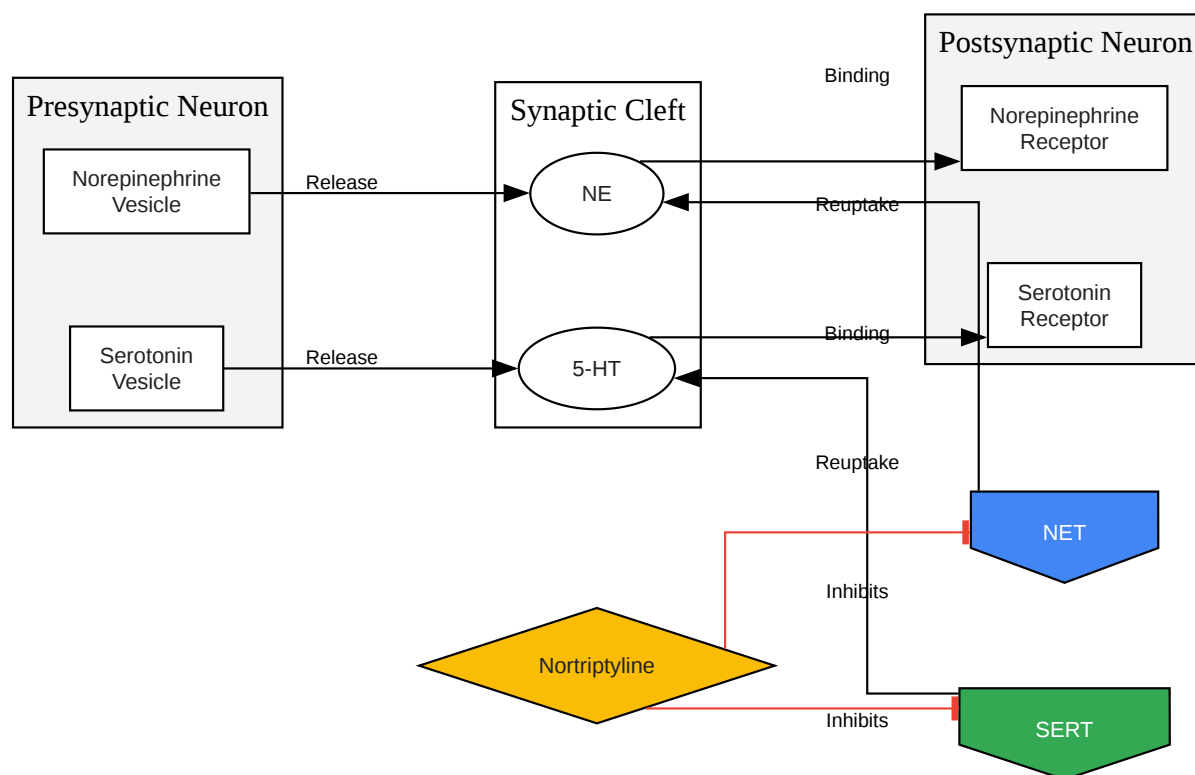 Postsynaptic Neuron
Binding
Presynaptic Neuron
Synaptic Cleft
Norepinephrine
Receptor
Norepinephrine
Vesicle
Release
NE
Reuptake
Serotonin
Receptor
Binding
Serotonin
Vesicle
Release
5-HT
Reuptake
NET
Inhibits
Nortriptyline
Inhibits
SERT